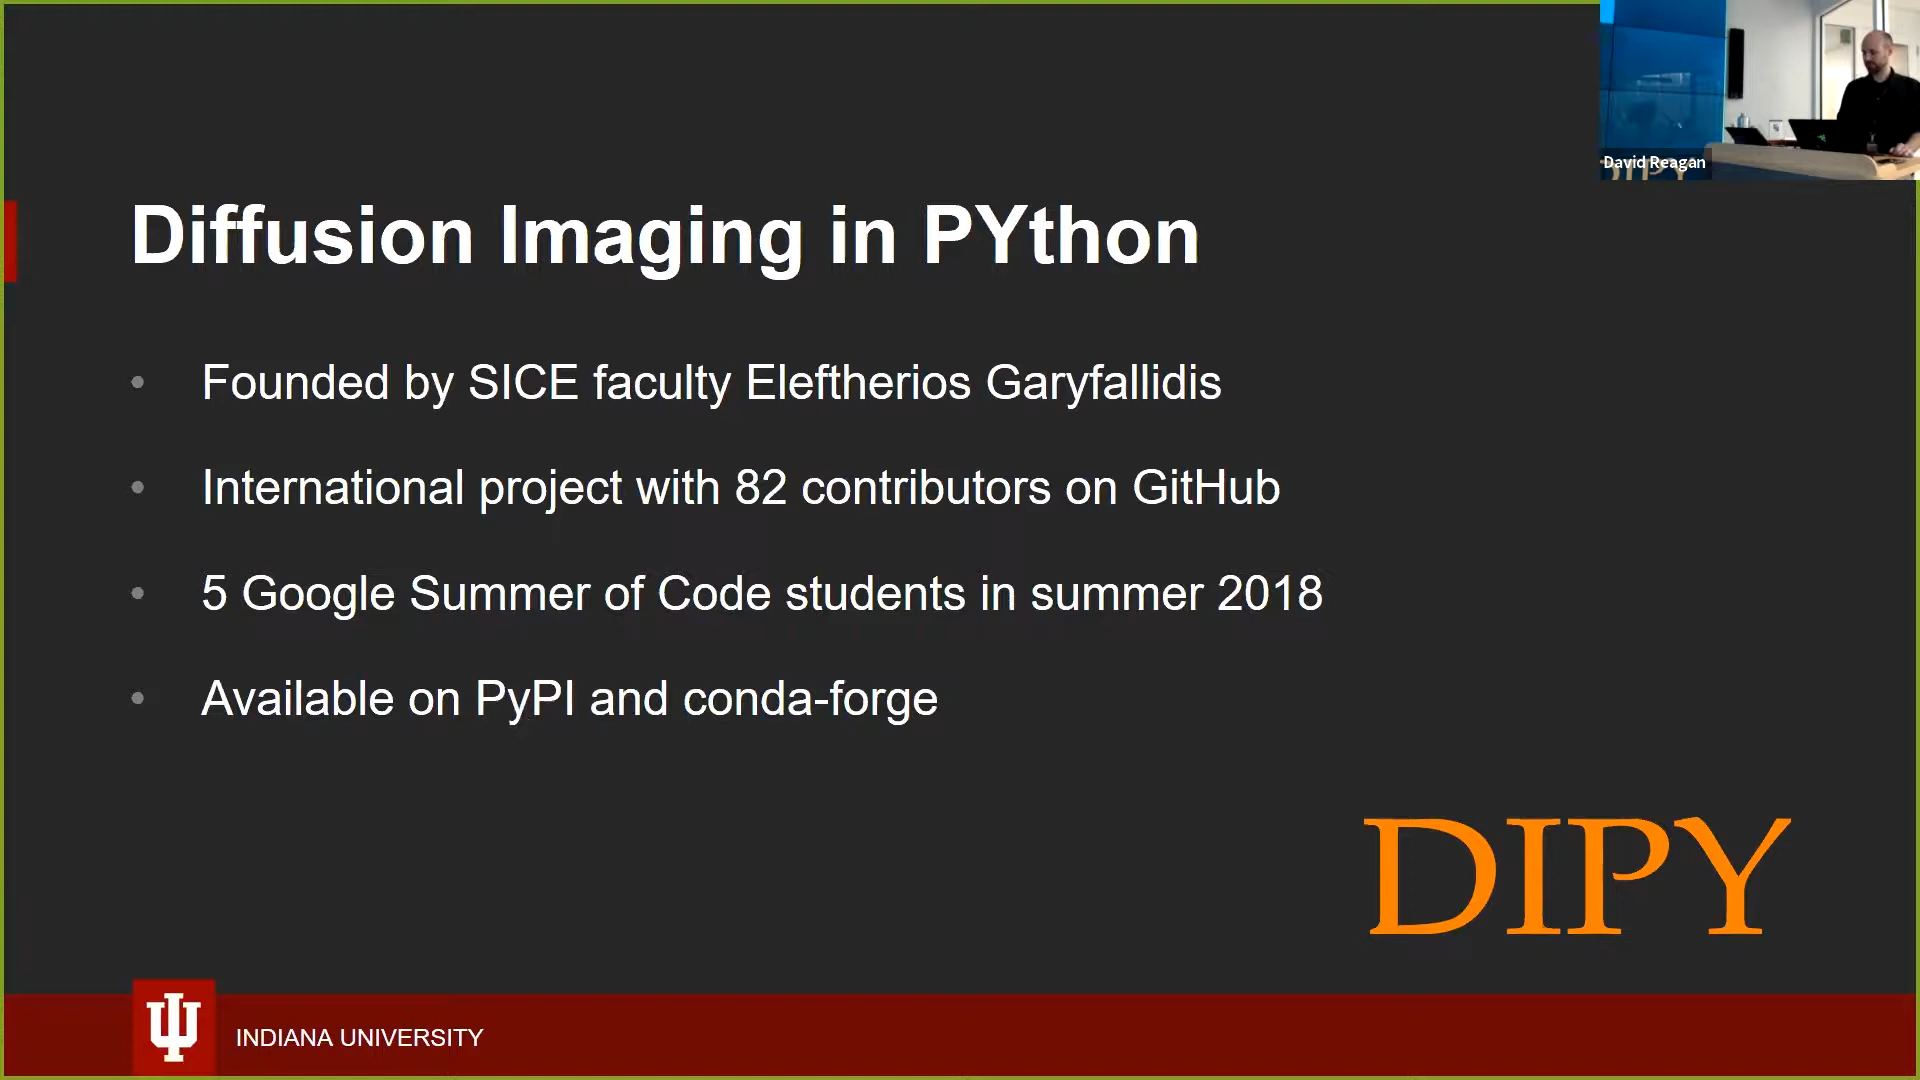 David Reagan
Diffusion Imaging in PYthon
• Founded by SICE faculty Eleftherios Garyfallidis
• International project with 82 contributors on GitHub
• 5 Google Summer of Code students in summer 2018
• Available on PyPI and conda-forge
DIPY
INDIANA UNIVERSITY